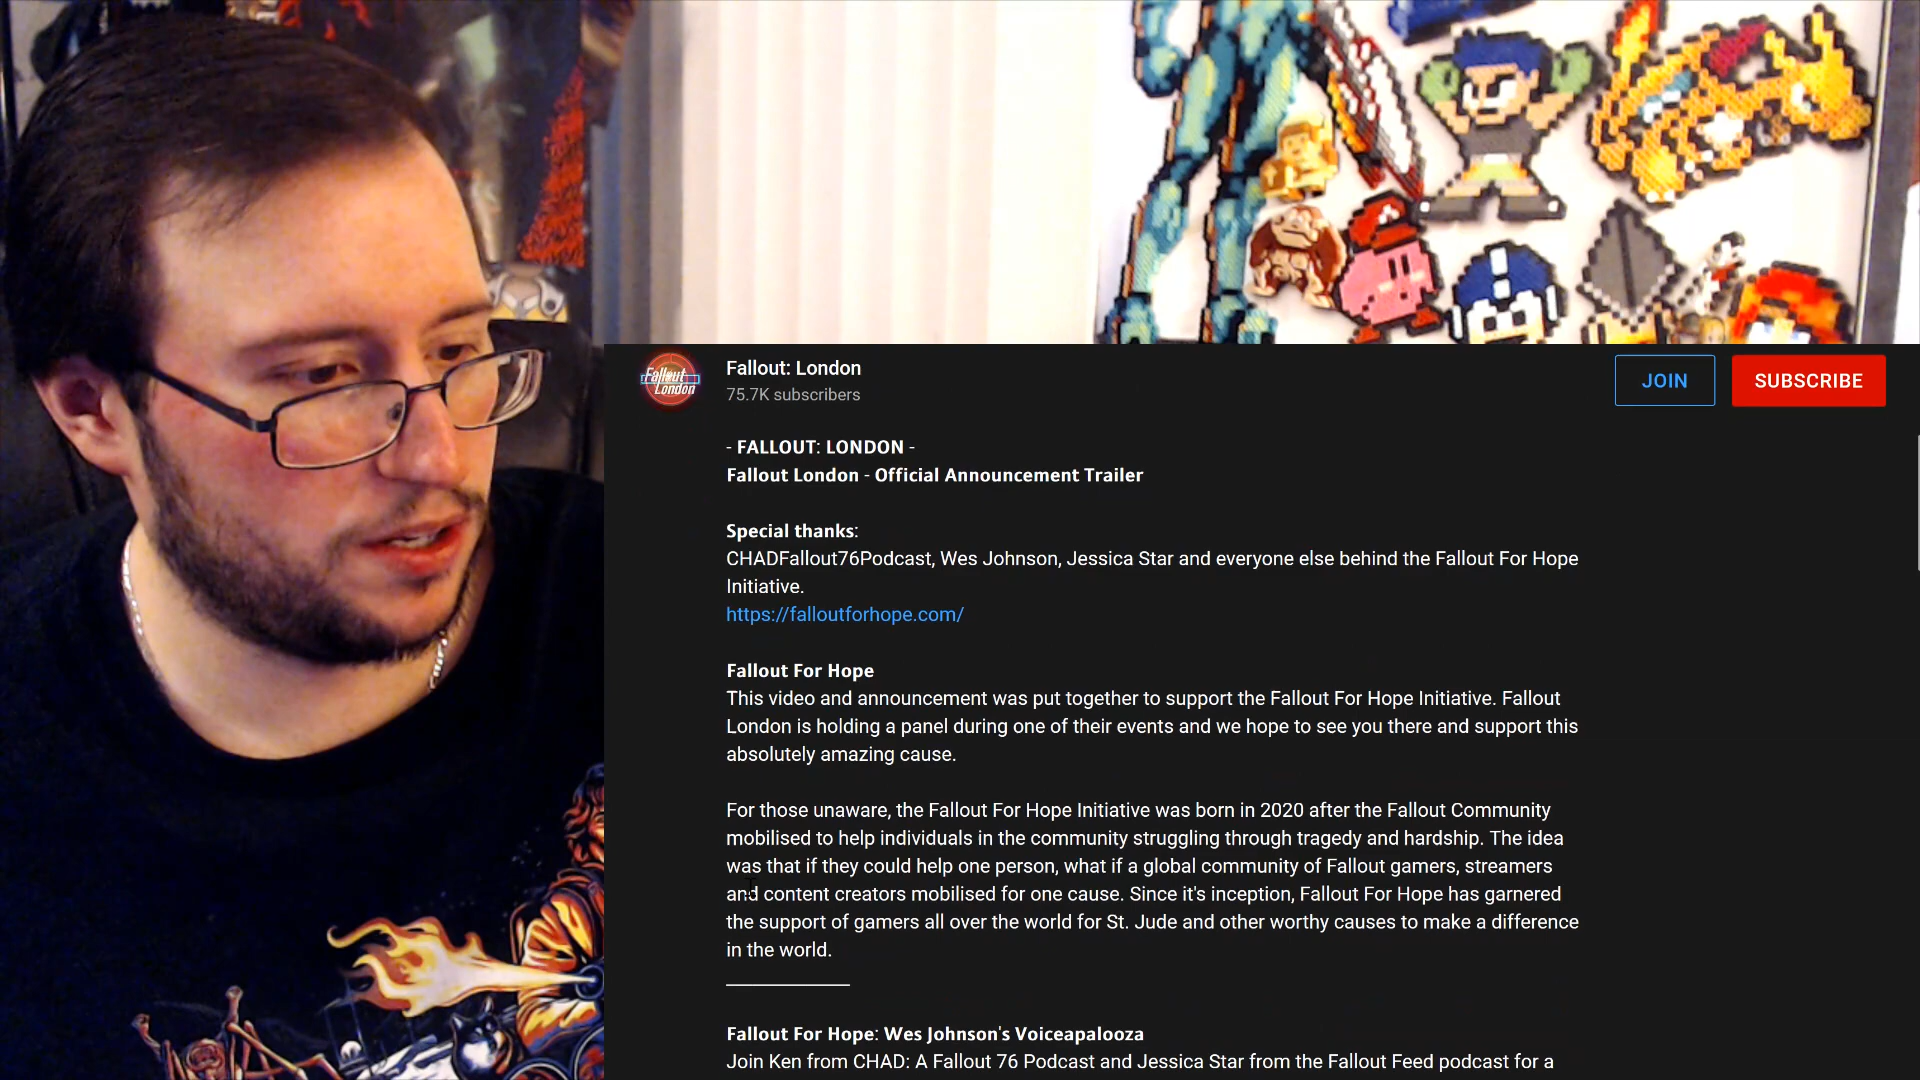 Fallout London
Fallout: London
75.7K subscribers
JOIN
SUBSCRIBE
- FALLOUT: LONDON -
Fallout London - Official Announcement Trailer
Special thanks:
CHADFallout76Podcast, Wes Johnson, Jessica Star and everyone else behind the Fallout For Hope
Initiative.
https://falloutforhope.com/
Fallout For Hope
This video and announcement was put together to support the Fallout For Hope Initiative. Fallout
London is holding a panel during one of their events and we hope to see you there and support this
absolutely amazing cause.
For those unaware, the Fallout For Hope Initiative was born in 2020 after the Fallout Community
mobilised to help individuals in the community struggling through tragedy and hardship. The idea
was that if they could help one person, what if a global community of Fallout gamers, streamers
and content creators mobilised for one cause. Since it's inception, Fallout For Hope has garnered
the support of gamers all over the world for St. Jude and other worthy causes to make a difference
in the world.
Fallout For Hope: Wes Johnson's Voiceapalooza
Join Ken from CHAD: A Fallout 76 Podcast and Jessica Star from the Fallout Feed podcast for a